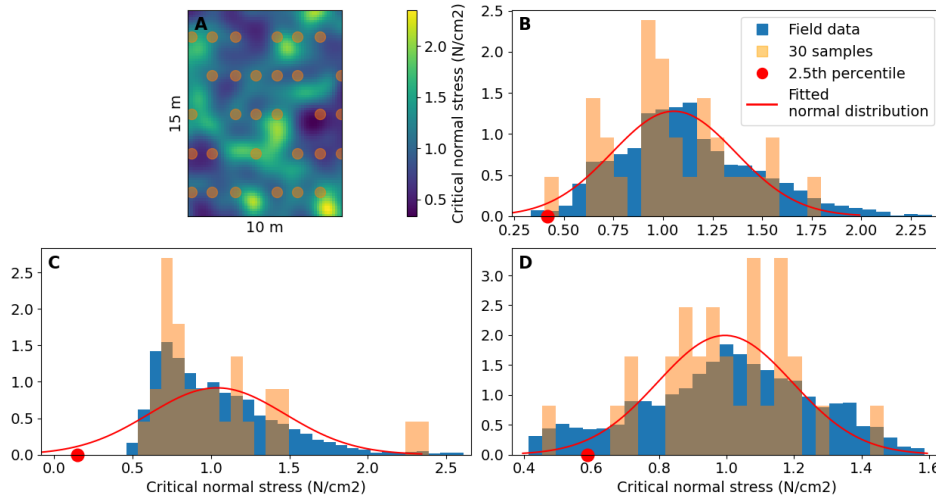 A
15 m
10 m
2.0
1.5
1.0
0.5
Critical normal stress (N/cm2)
B
2.5
2.0
1.5
1.0
0.5
0.0
0.25 0.50 0.75 1.00 1.25 1.50 1.75 2.00 2.25
Field data
30 samples
2.5th percentile
Fitted
normal distribution
C
2.5
2.0
1.5
1.0
0.5
0.0
0.0 0.5 1.0 1.5 2.0 2.5
Critical normal stress (N/cm2)
D
3.0
2.5
2.0
1.5
1.0
0.5
0.0
0.4 0.6 0.8 1.0 1.2 1.4 1.6
Critical normal stress (N/cm2)